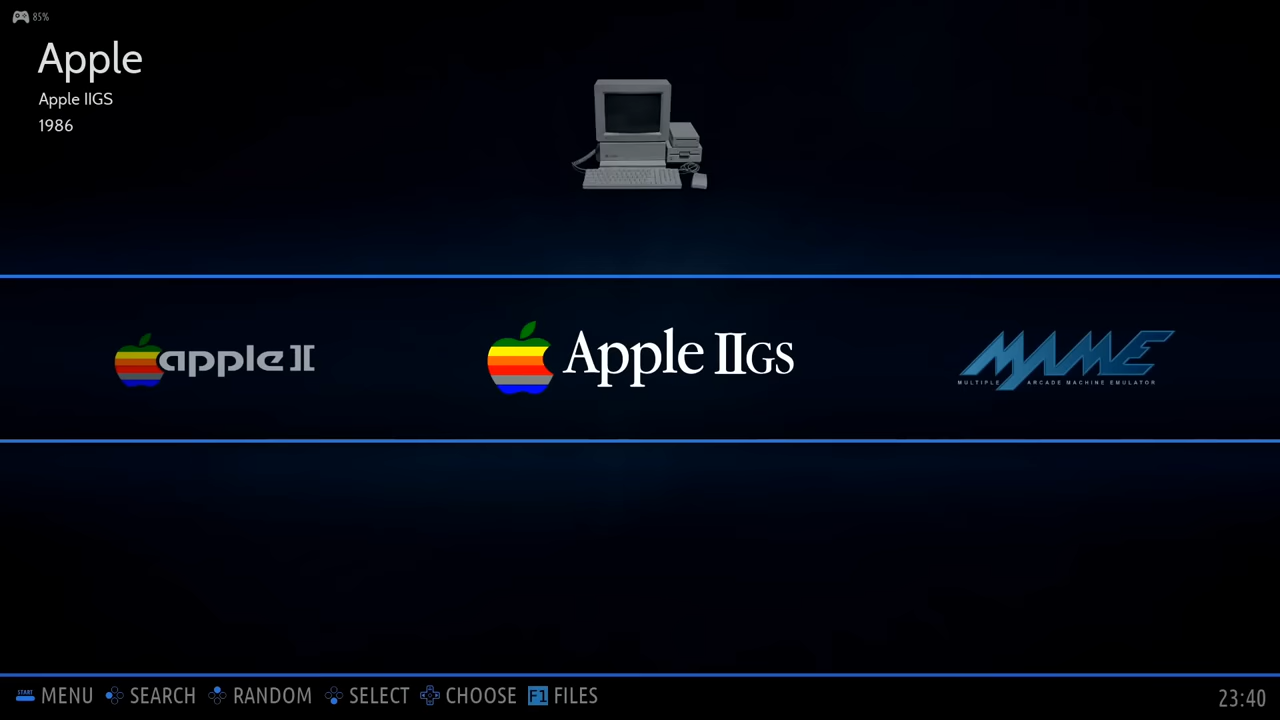 85%
Apple
Apple IIGS
1986
apple II
Apple IIGS
MAME
MULTIPLE ARCADE MACHINE EMULATOR
START MENU SEARCH RANDOM SELECT CHOOSE F1 FILES
23:40